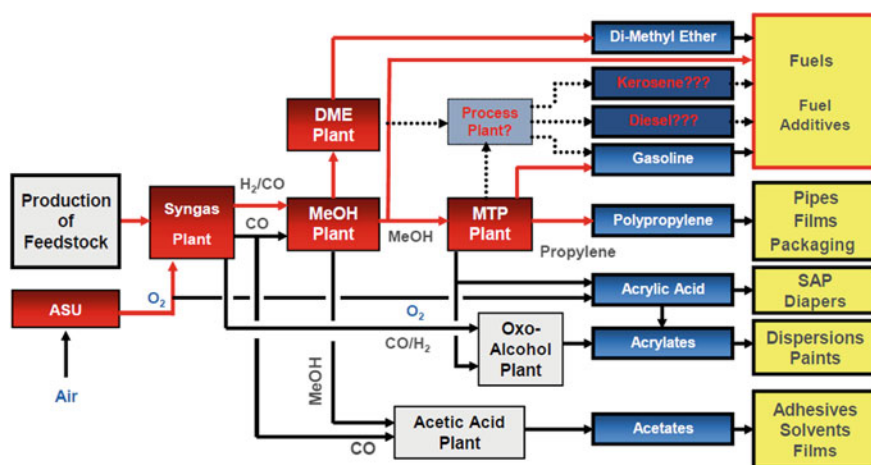 Di-Methyl Ether
Fuels
Fuel
Additives
Kerosene???
DME
Plant
Process
Plant?
Diesel???
Gasoline
Production
of
Feedstock
H2/CO
Syngas
Plant
CO
MeOH
Plant
MeOH
MTP
Plant
Propylene
Polypropylene
Pipes
Films
Packaging
ASU
O2
Air
O2
CO/H2
Acrylic Acid
SAP
Diapers
Oxo-
Alcohol
Plant
Acrylates
Dispersions
Paints
MeOH
CO
Acetic Acid
Plant
Acetates
Adhesives
Solvents
Films